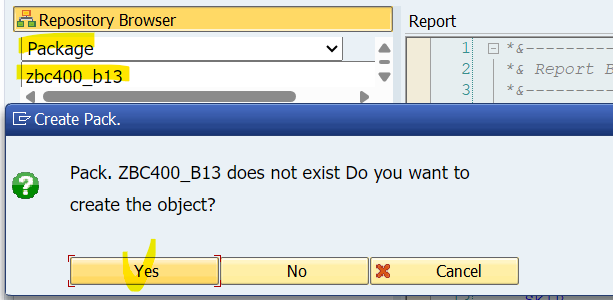 Repository Browser
Report
Package
zbc400_b13
1 *&---------
2 *& Report B
3 *&---------
Create Pack.
Pack. ZBC400_B13 does not exist Do you want to
create the object?
Yes
No
Cancel